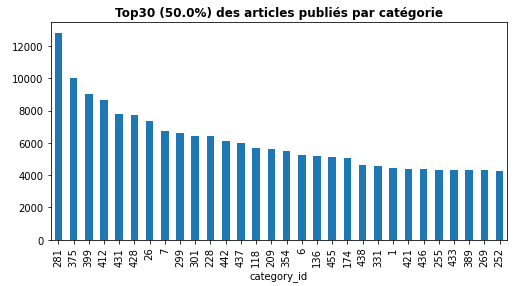 Top30 (50.0%) des articles publiés par catégorie
12000
10000
8000
6000
4000
2000
0
281 375 399 412 431 428 26 7 299 301 228 442 437 118 209 354 6 136 455 174 438 331 1 421 436 255 433 389 269 252
category_id